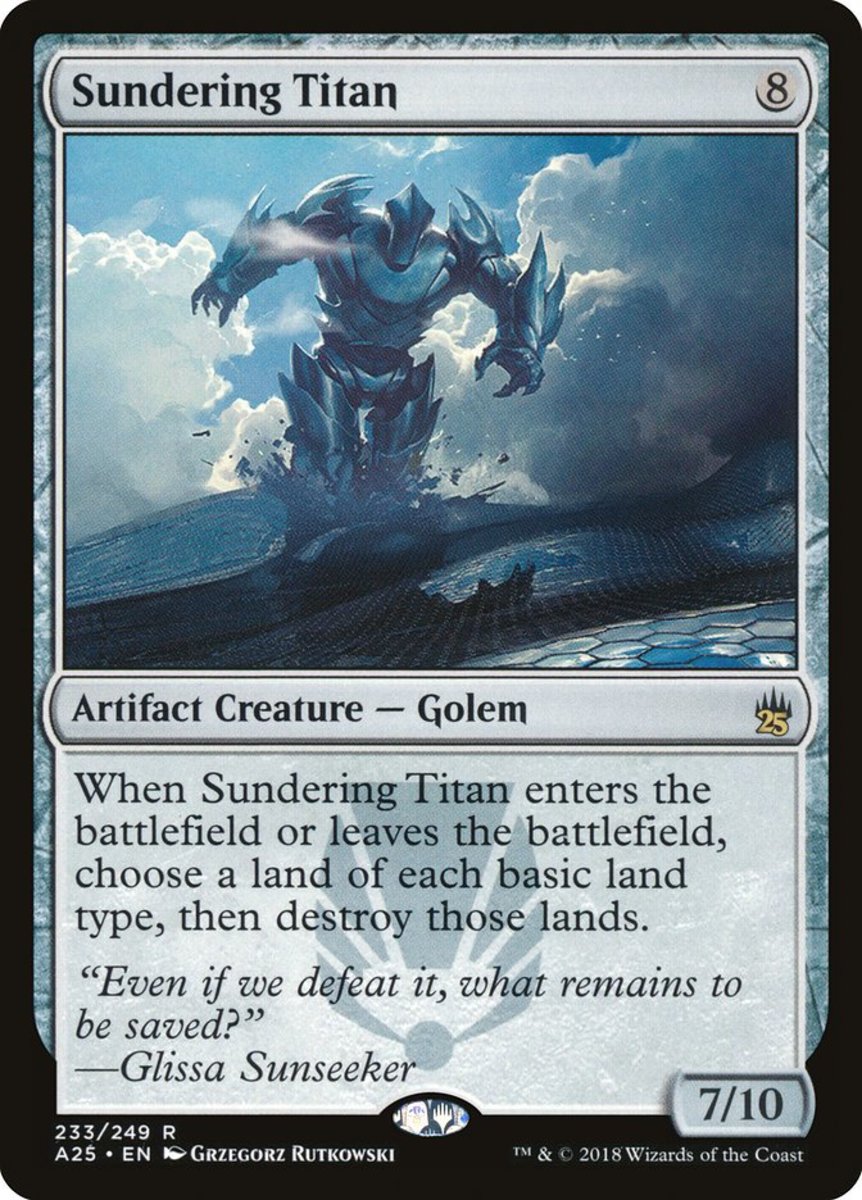 Sundering Titan 8
Artifact Creature — Golem
25
When Sundering Titan enters the
battlefield or leaves the battlefield,
choose a land of each basic land
type, then destroy those lands.
“Even if we defeat it, what remains to
be saved?”
—Glissa Sunseeker
7/10
233/249 R
A25 • EN Grzegorz Rutkowski
™ & © 2018 Wizards of the Coast